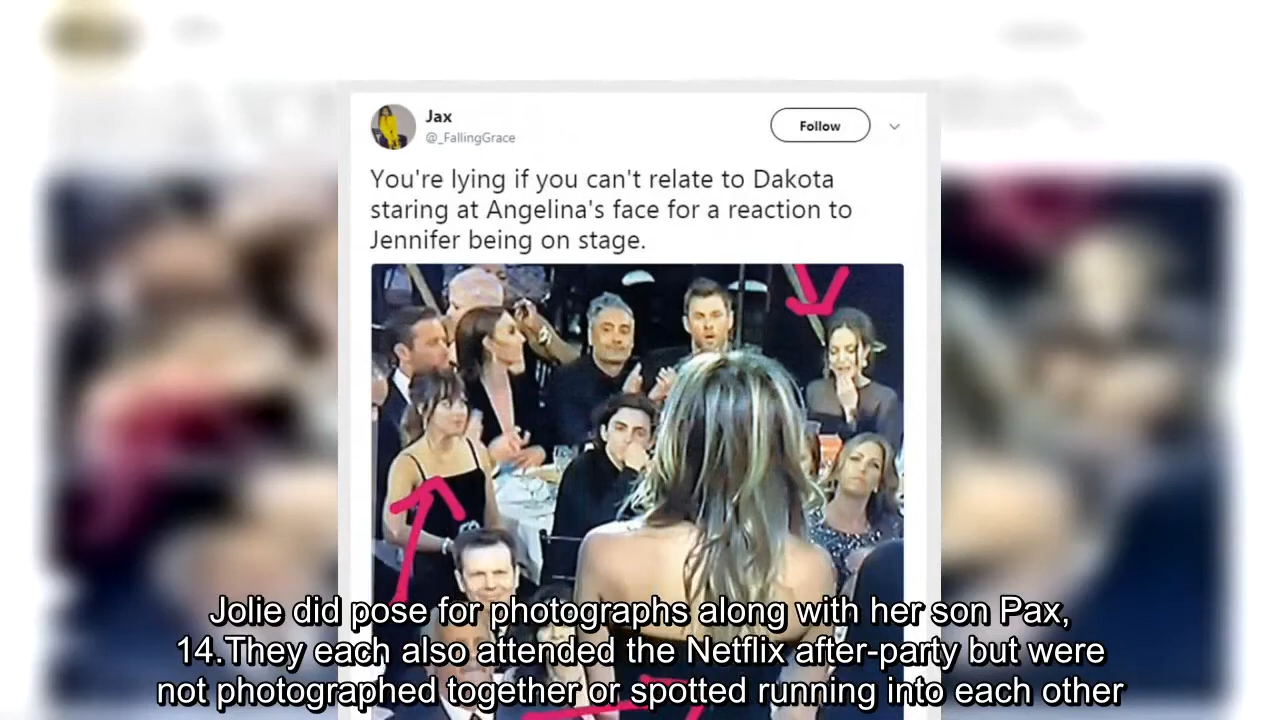 Jax
@_FallingGrace
Follow
You're lying if you can't relate to Dakota
staring at Angelina's face for a reaction to
Jennifer being on stage.
Jolie did pose for photographs along with her son Pax,
14.They each also attended the Netflix after-party but were
not photographed together or spotted running into each other